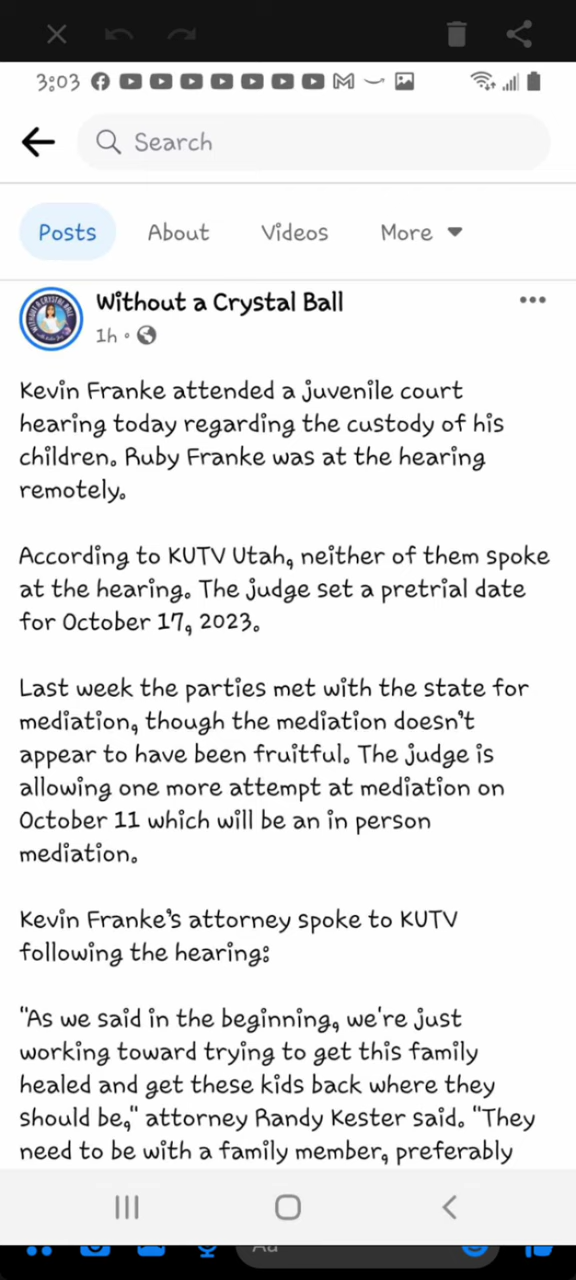 3:03
Search
Posts About Videos More
Without a Crystal Ball
1h
Kevin Franke attended a juvenile court
hearing today regarding the custody of his
children. Ruby Franke was at the hearing
remotely.
According to KUTV Utah, neither of them spoke
at the hearing. The judge set a pretrial date
for October 17, 2023.
Last week the parties met with the state for
mediation, though the mediation doesn't
appear to have been fruitful. The judge is
allowing one more attempt at mediation on
October 11 which will be an in person
mediation.
Kevin Franke's attorney spoke to KUTV
following the hearing:
"As we said in the beginning, we're just
working toward trying to get this family
healed and get these kids back where they
should be," attorney Randy Kester said. "They
need to be with a family member, preferably
Aa